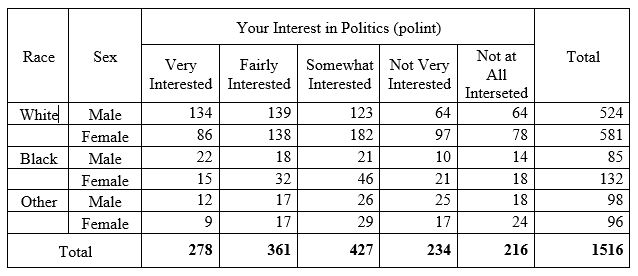 Race Sex Your Interest in Politics (polint) Total
Very Interested Fairly Interested Somewhat Interested Not Very Interested Not at All Interseted
White Male 134 139 123 64 64 524
Female 86 138 182 97 78 581
Black Male 22 18 21 10 14 85
Female 15 32 46 21 18 132
Other Male 12 17 26 25 18 98
Female 9 17 29 17 24 96
Total 278 361 427 234 216 1516